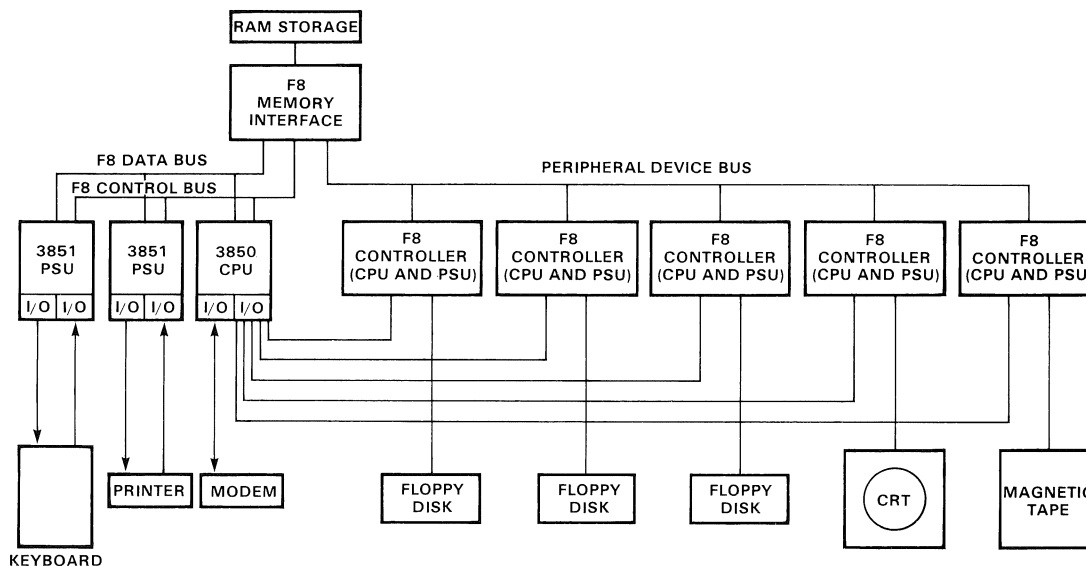 RAM STORAGE
F8
MEMORY
INTERFACE
F8 DATA BUS
F8 CONTROL BUS
PERIPHERAL DEVICE BUS
3851
PSU
I/O I/O
3851
PSU
I/O I/O
3850
CPU
I/O I/O
F8
CONTROLLER
(CPU AND PSU)
F8
CONTROLLER
(CPU AND PSU)
F8
CONTROLLER
(CPU AND PSU)
F8
CONTROLLER
(CPU AND PSU)
F8
CONTROLLER
(CPU AND PSU
KEYBOARD
PRINTER
MODEM
FLOPPY
DISK
FLOPPY
DISK
FLOPPY
DISK
CRT
MAGNETIC
TAPE